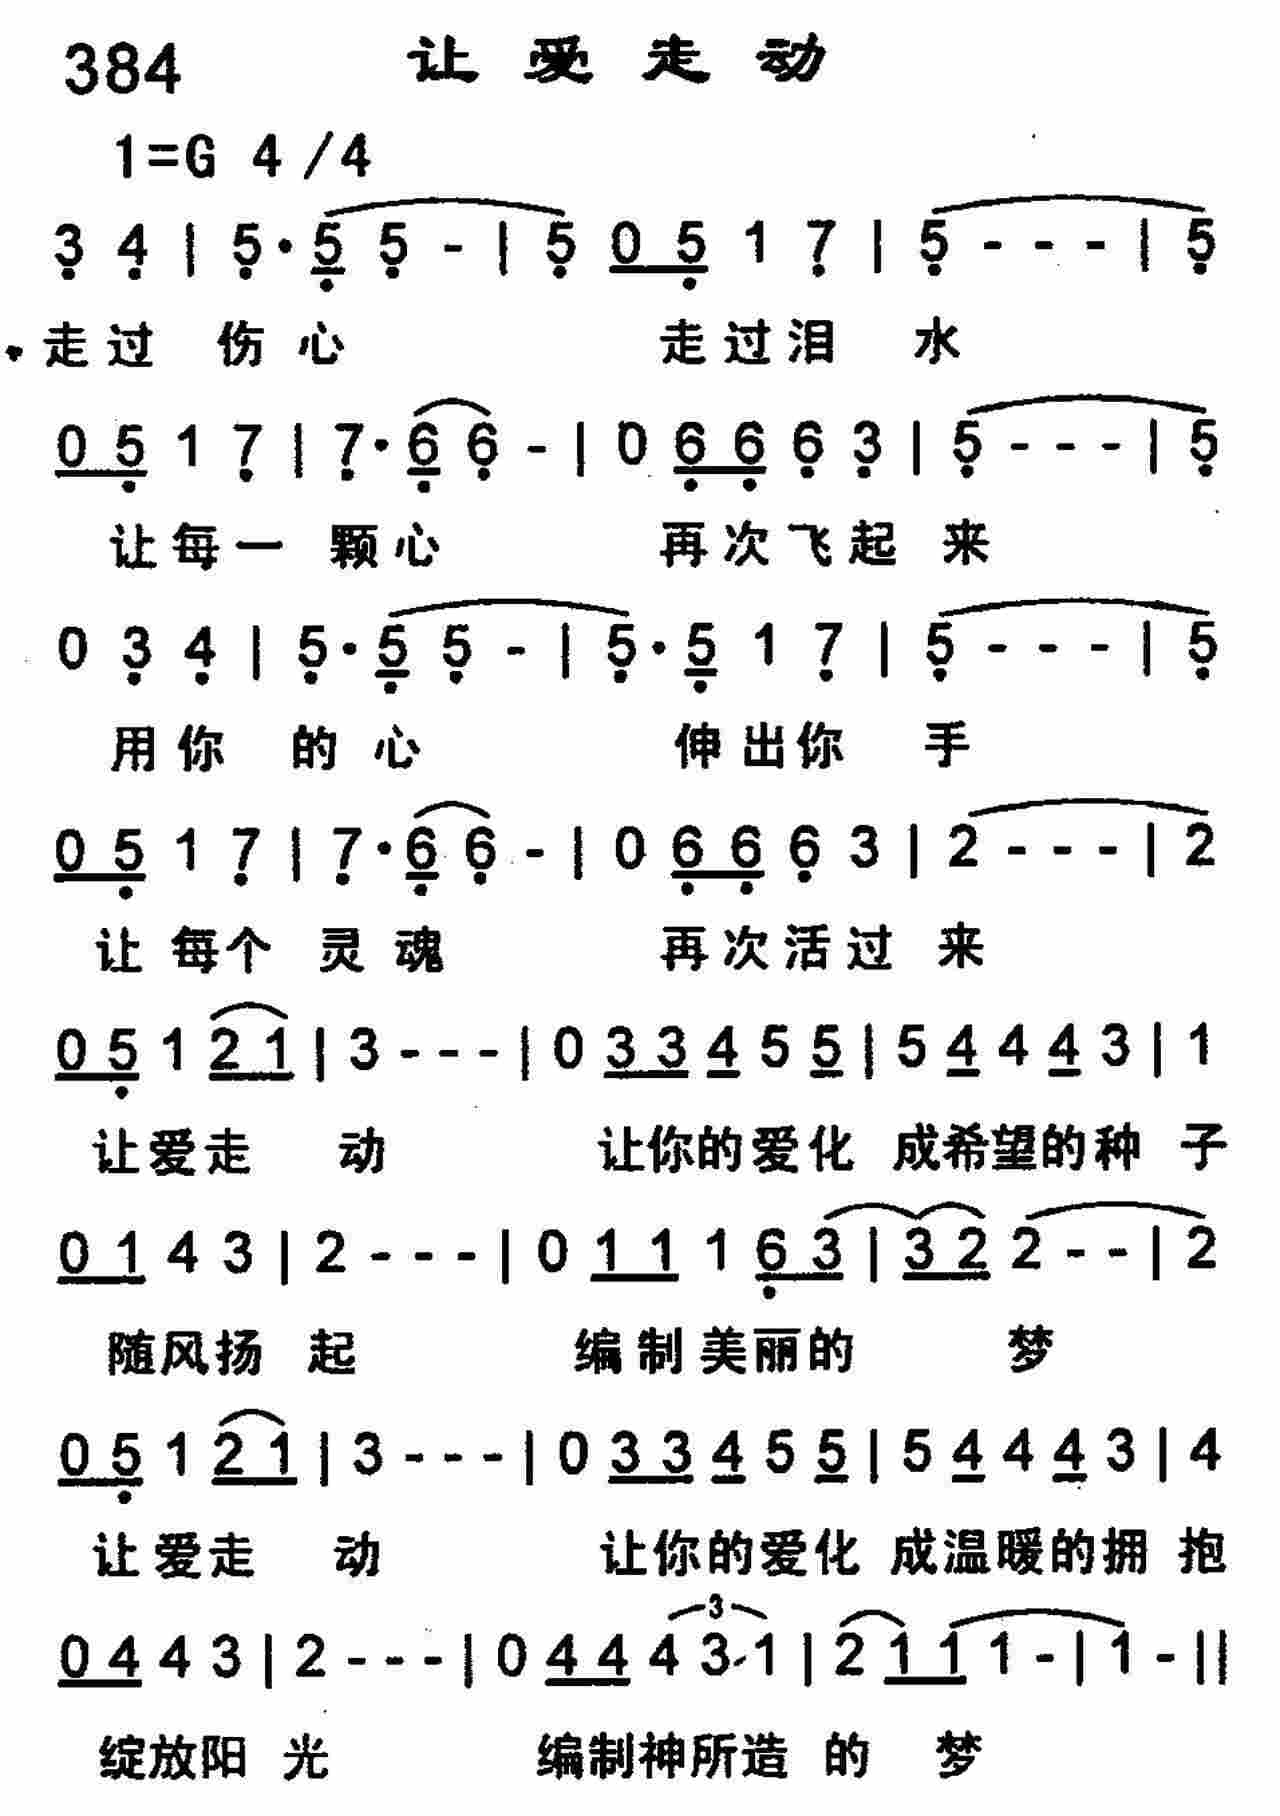 384 让爱走动
1=G 4/4
3 4 | 5· 5 5 - | 5 0 5 1 7 | 5 - - - | 5
走过 伤心 走过泪 水
0 5 1 7 | 7· 6 6 - | 0 6 6 6 3 | 5 - - - | 5
让每一 颗心 再次飞起 来
0 3 4 | 5· 5 5 - | 5· 5 1 7 | 5 - - - | 5
用你 的心 伸出你 手
0 5 1 7 | 7· 6 6 - | 0 6 6 6 3 | 2 - - - | 2
让每个 灵魂 再次活过 来
0 5 1 2 1 | 3 - - - | 0 3 3 4 5 5 | 5 4 4 4 3 | 1
让爱走 动 让你的爱化 成希望的种 子
0 1 4 3 | 2 - - - | 0 1 1 1 6 3 | 3 2 2 - - | 2
随风扬 起 编制美丽的 梦
0 5 1 2 1 | 3 - - - | 0 3 3 4 5 5 | 5 4 4 4 3 | 4
让爱走 动 让你的爱化 成温暖的拥 抱
3
0 4 4 3 | 2 - - - | 0 4 4 4 3 1 | 2 1 1 1 - | 1 - ||
绽放阳 光 编制神所造 的 梦